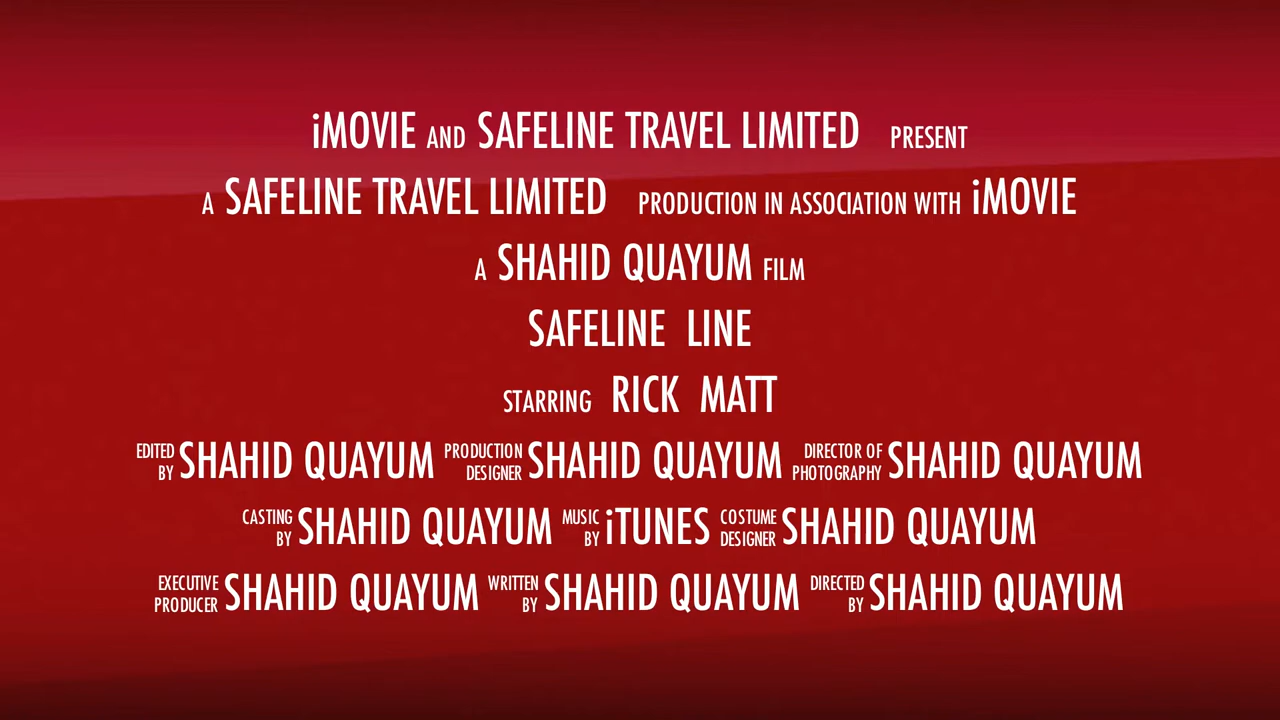 iMOVIE AND SAFELINE TRAVEL LIMITED PRESENT
A SAFELINE TRAVEL LIMITED PRODUCTION IN ASSOCIATION WITH iMOVIE
A SHAHID QUAYUM FILM
SAFELINE LINE
STARRING RICK MATT
EDITED BY SHAHID QUAYUM PRODUCTION DESIGNER SHAHID QUAYUM DIRECTOR OF PHOTOGRAPHY SHAHID QUAYUM
CASTING BY SHAHID QUAYUM MUSIC BY iTUNES COSTUME DESIGNER SHAHID QUAYUM
EXECUTIVE PRODUCER SHAHID QUAYUM WRITTEN BY SHAHID QUAYUM DIRECTED BY SHAHID QUAYUM